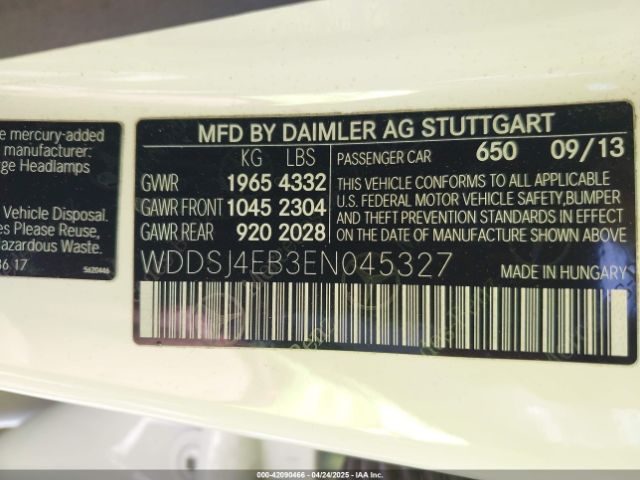 e mercury-added
manufacturer:
rge Headlamps
Vehicle Disposal.
es Please Reuse,
Hazardous Waste.
36 17
5620446
MFD BY DAIMLER AG STUTTGART
KG LBS
GWWR 1965 4332
GAWR FRONT 1045 2304
GAWR REAR 920 2028
PASSENGER CAR 650 09/13
THIS VEHICLE CONFORMS TO ALL APPLICABLE
U.S. FEDERAL MOTOR VEHICLE SAFETY,BUMPER
AND THEFT PREVENTION STANDARDS IN EFFECT
ON THE DATE OF MANUFACTURE SHOWN ABOVE
WDDSJ4EB3EN045327
MADE IN HUNGARY
000-42090466 - 04/24/2025 - IAA Inc.